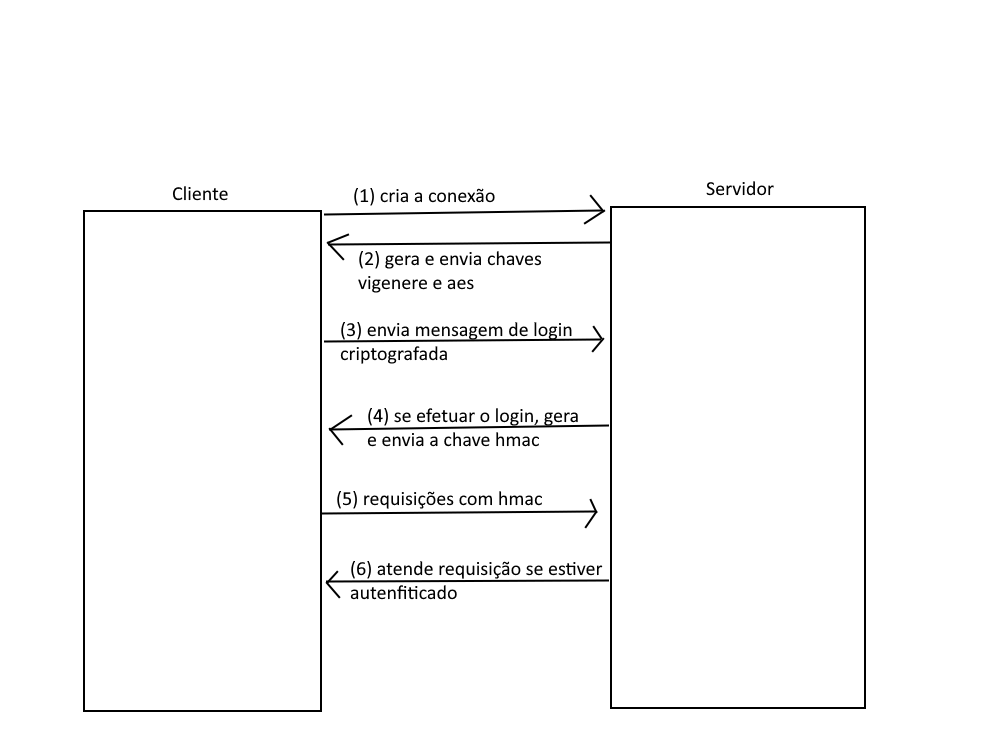 Cliente
Servidor
(1) cria a conexão
(2) gera e envia chaves
vigenere e aes
(3) envia mensagem de login
criptografada
(4) se efetuar o login, gera
e envia a chave hmac
(5) requisições com hmac
(6) atende requisição se estiver
autenfiticado